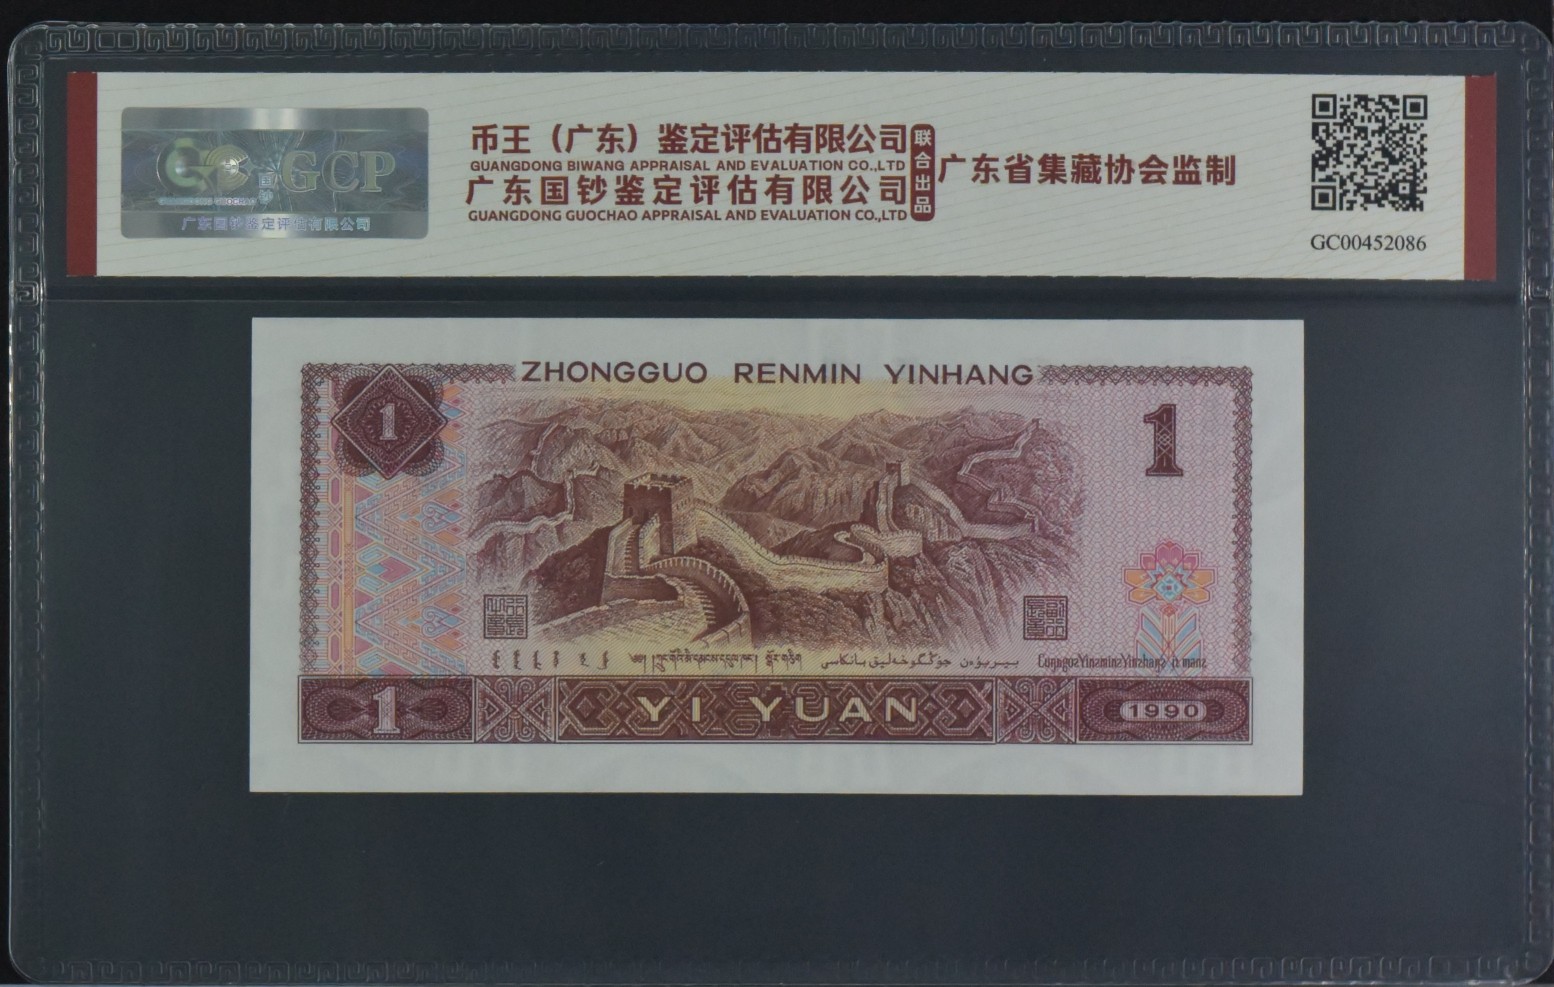 GCP
广东国钞鉴定评估有限公司
币王（广东）鉴定评估有限公司
GUANGDONG BIWANG APPRAISAL AND EVALUATION CO.,LTD
广东国钞鉴定评估有限公司
GUANGDONG GUOCHAO APPRAISAL AND EVALUATION CO.,LTD
联合出品
广东省集藏协会监制
GC00452086
ZHONGGUO RENMIN YINHANG
1
1
1
YI YUAN
1990